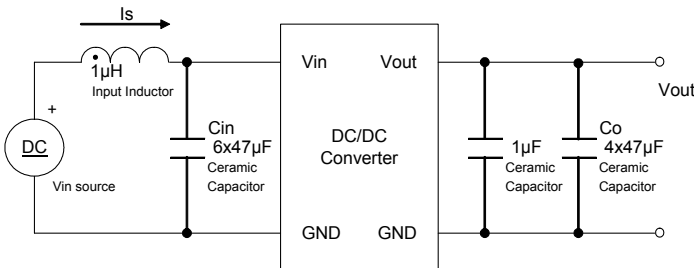 Is
1µH
Input Inductor
+
DC
Vin source
Cin
6x47µF
Ceramic
Capacitor
Vin
Vout
DC/DC
Converter
GND
GND
1µF
Ceramic
Capacitor
Co
4x47µF
Ceramic
Capacitor
Vout